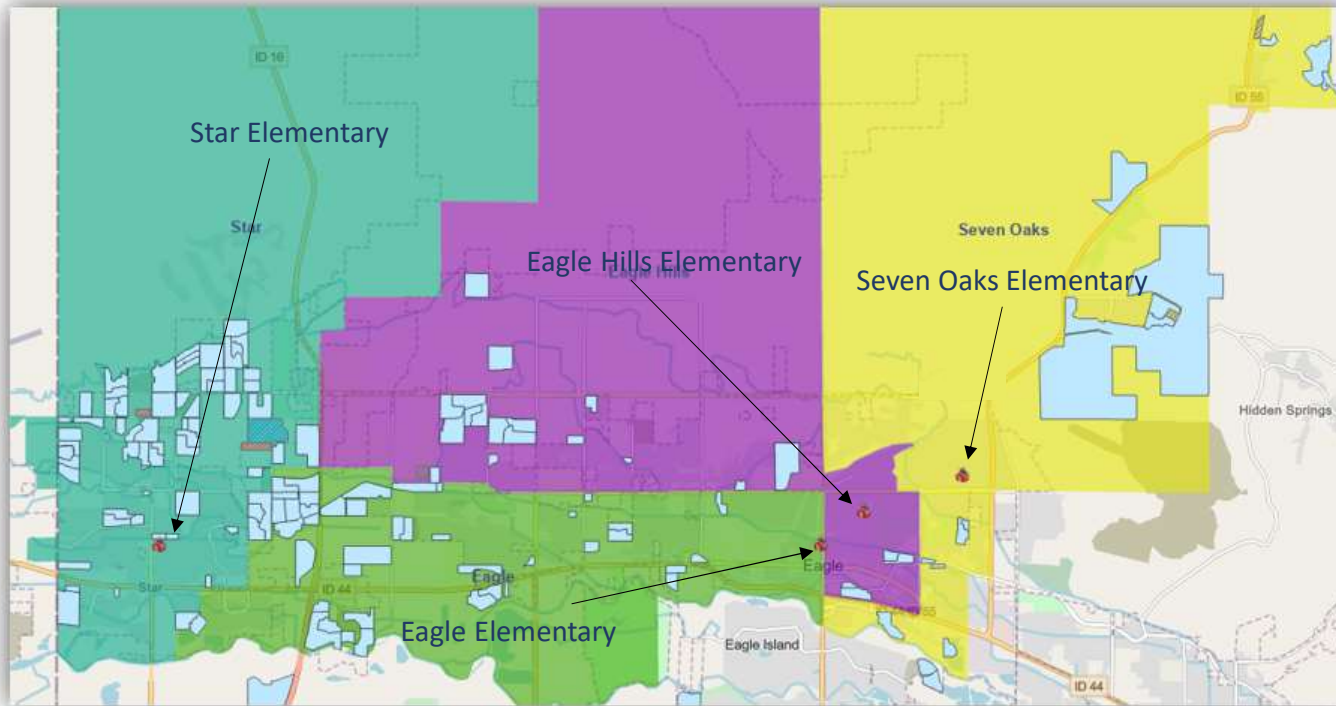 ID 16
ID 55
Star Elementary
Star
Seven Oaks
Eagle Hills Elementary
Eagle Hills
Seven Oaks Elementary
Hidden Springs
Eagle
Eagle
Star
ID 44
Eagle Elementary
Eagle Island
ID 44